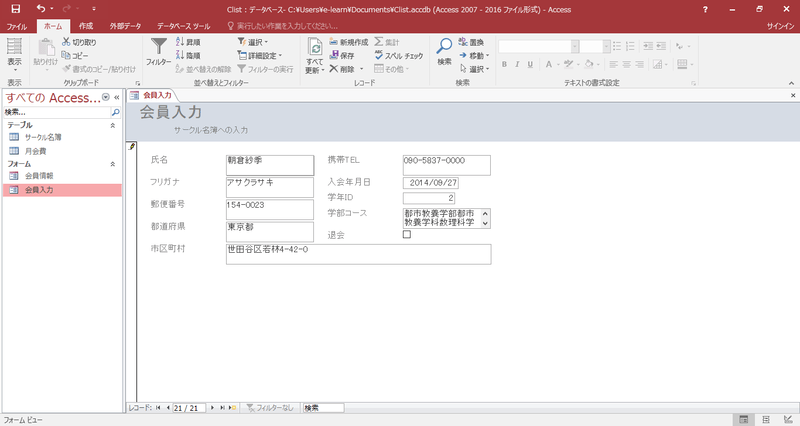 Clist : データベース- C:¥Users¥e-learn¥Documents¥Clist.accdb (Access 2007 - 2016 ファイル形式) - Access
ファイル ホーム 作成 外部データ データベース ツール 実行したい作業を入力してください... サインイン
表示 貼り付け 切り取り コピー 書式のコピー/貼り付け
フィルター 昇順 降順 並べ替えの解除 選択 詳細設定 フィルターの実行
すべて更新 新規作成 保存 削除 集計 スペル チェック その他
検索 置換 移動 選択
B I U A
表示 クリップボード 並べ替えとフィルター レコード 検索 テキストの書式設定
すべての Access...
検索...
テーブル
サークル名簿
月会費
フォーム
会員情報
会員入力
会員入力
会員入力
サークル名簿への入力
氏名 朝倉紗季 携帯TEL 090-5837-0000
フリガナ アサクラサキ 入会年月日 2014/09/27
学年ID 2
郵便番号 154-0023 学部コース 都市教養学部都市
教養学科数理科学
都道府県 東京都 退会
市区町村 世田谷区若林4-42-0
レコード: 21 / 21 フィルターなし 検索
フォーム ビュー